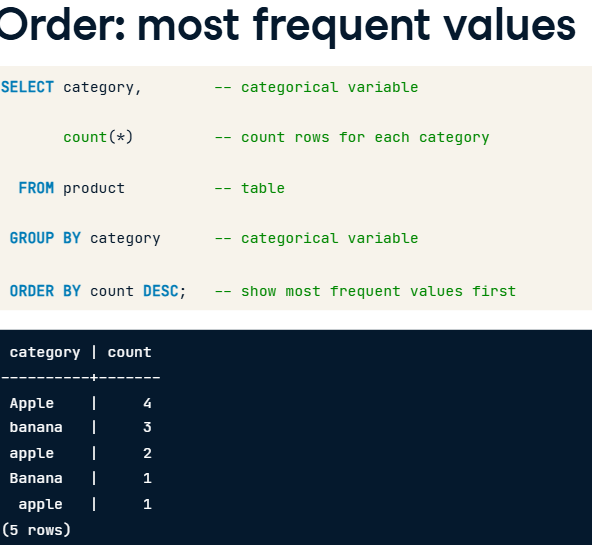 Order: most frequent values
SELECT category,        -- categorical variable
       count(*)         -- count rows for each category
  FROM product          -- table
 GROUP BY category      -- categorical variable
 ORDER BY count DESC;   -- show most frequent values first
 category | count
----------+-------
 Apple    |     4
 banana   |     3
 apple    |     2
 Banana   |     1
  apple   |     1
(5 rows)